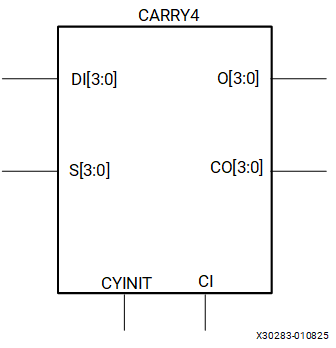 CARRY4
DI[3:0]
O[3:0]
S[3:0]
CO[3:0]
CYINIT
CI
X30283-010825